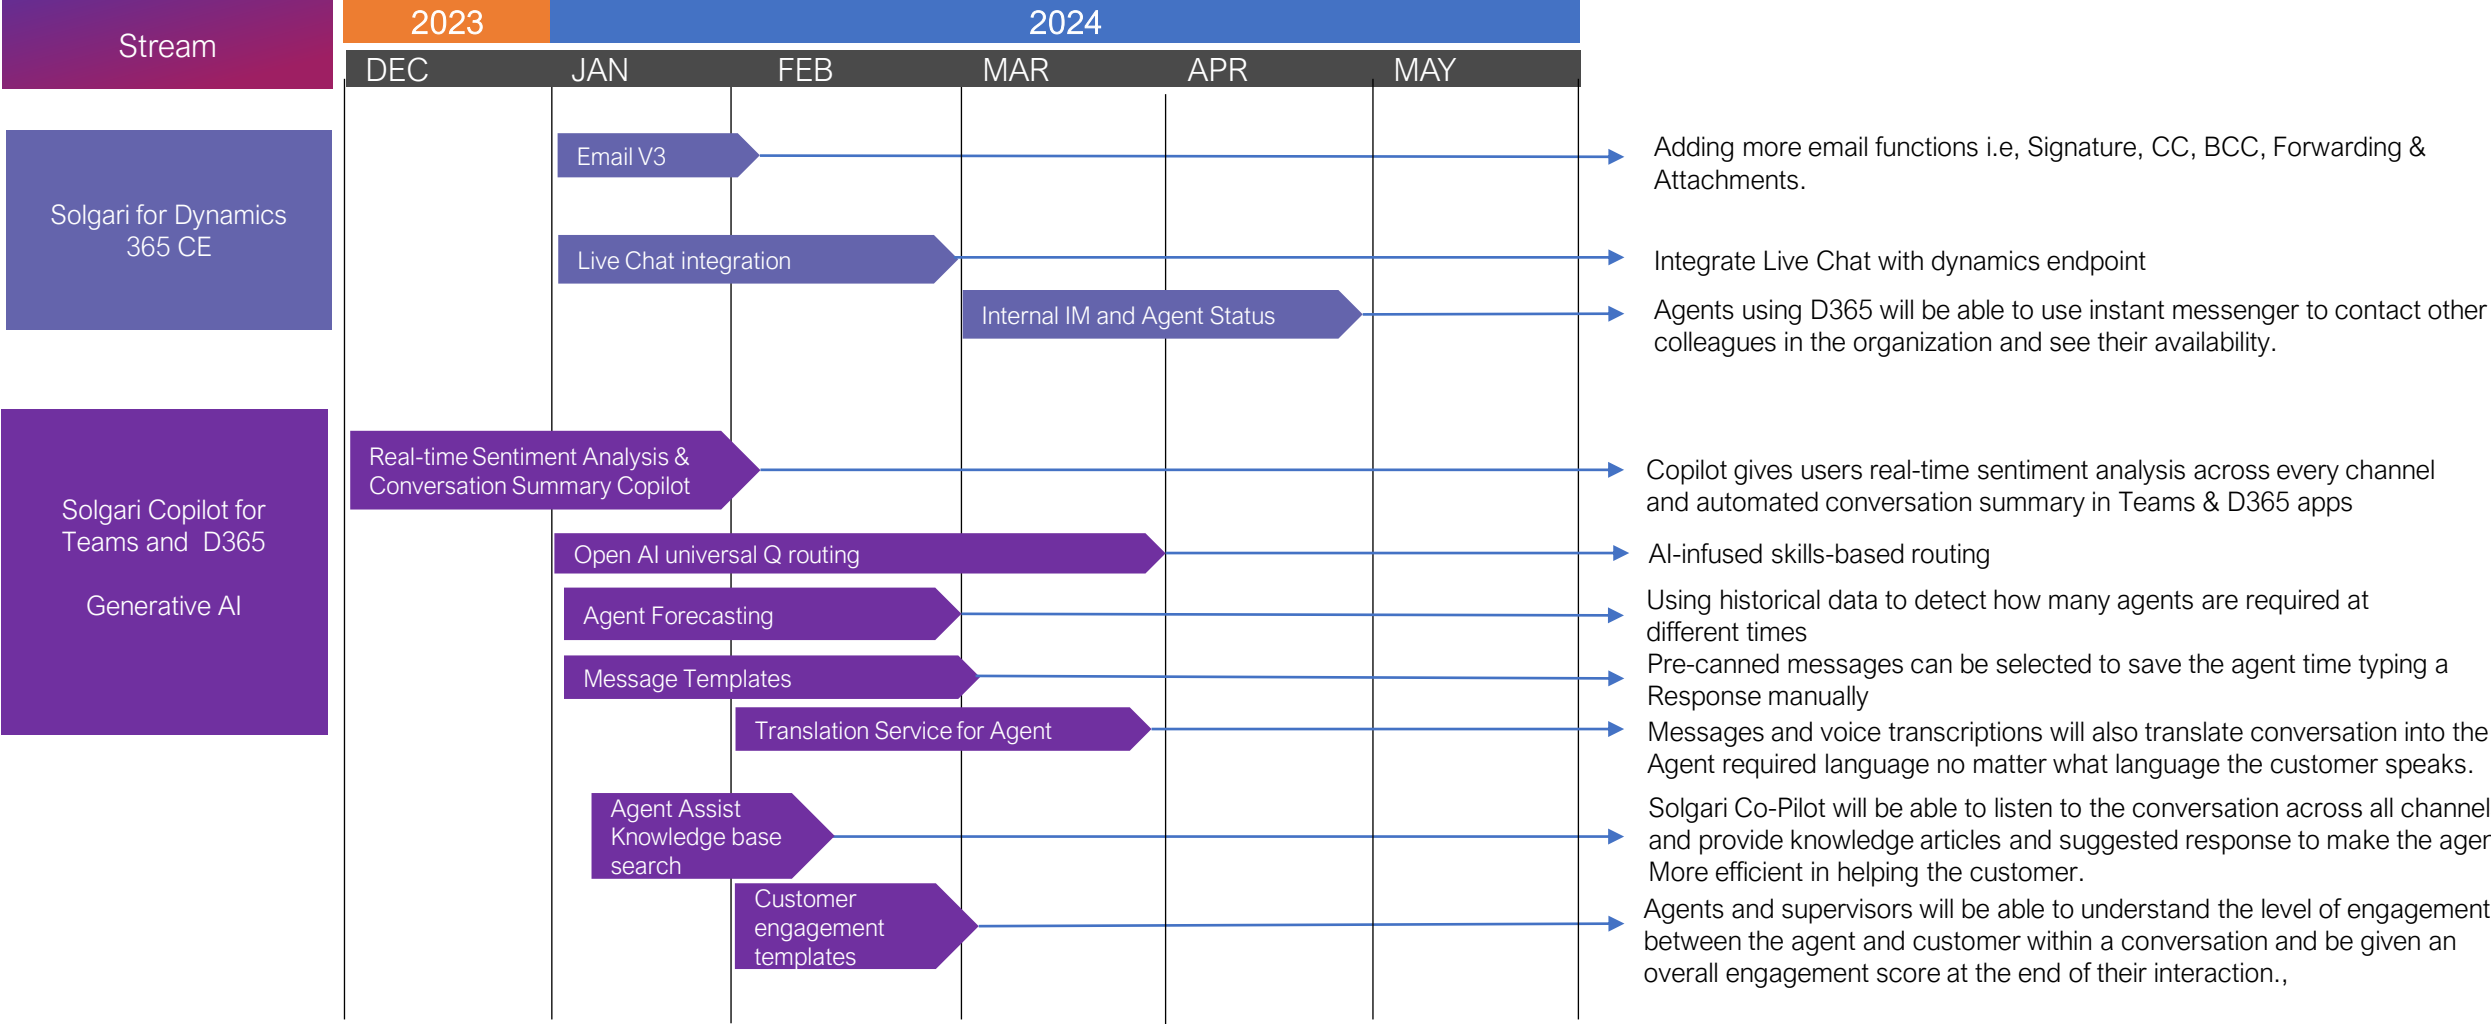 Stream
2023
2024
DEC
JAN
FEB
MAR
APR
MAY
Solgari for Dynamics
365 CE
Email V3
Adding more email functions i.e, Signature, CC, BCC, Forwarding &
Attachments.
Live Chat integration
Integrate Live Chat with dynamics endpoint
Internal IM and Agent Status
Agents using D365 will be able to use instant messenger to contact other
colleagues in the organization and see their availability.
Solgari Copilot for
Teams and  D365
Generative AI
Real-time Sentiment Analysis &
Conversation Summary Copilot
Copilot gives users real-time sentiment analysis across every channel
and automated conversation summary in Teams & D365 apps
Open AI universal Q routing
AI-infused skills-based routing
Agent Forecasting
Using historical data to detect how many agents are required at
different times
Message Templates
Pre-canned messages can be selected to save the agent time typing a
Response manually
Translation Service for Agent
Messages and voice transcriptions will also translate conversation into the
Agent required language no matter what language the customer speaks.
Agent Assist
Knowledge base
search
Solgari Co-Pilot will be able to listen to the conversation across all channel
and provide knowledge articles and suggested response to make the agen
More efficient in helping the customer.
Customer
engagement
templates
Agents and supervisors will be able to understand the level of engagement
between the agent and customer within a conversation and be given an
overall engagement score at the end of their interaction.,